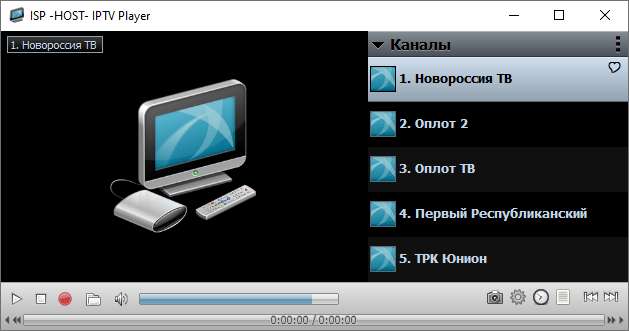 ISP -HOST- IPTV Player
1. Новороссия ТВ
Каналы
1. Новороссия ТВ
2. Оплот 2
3. Оплот ТВ
4. Первый Республиканский
5. ТРК Юнион
0:00:00 / 0:00:00